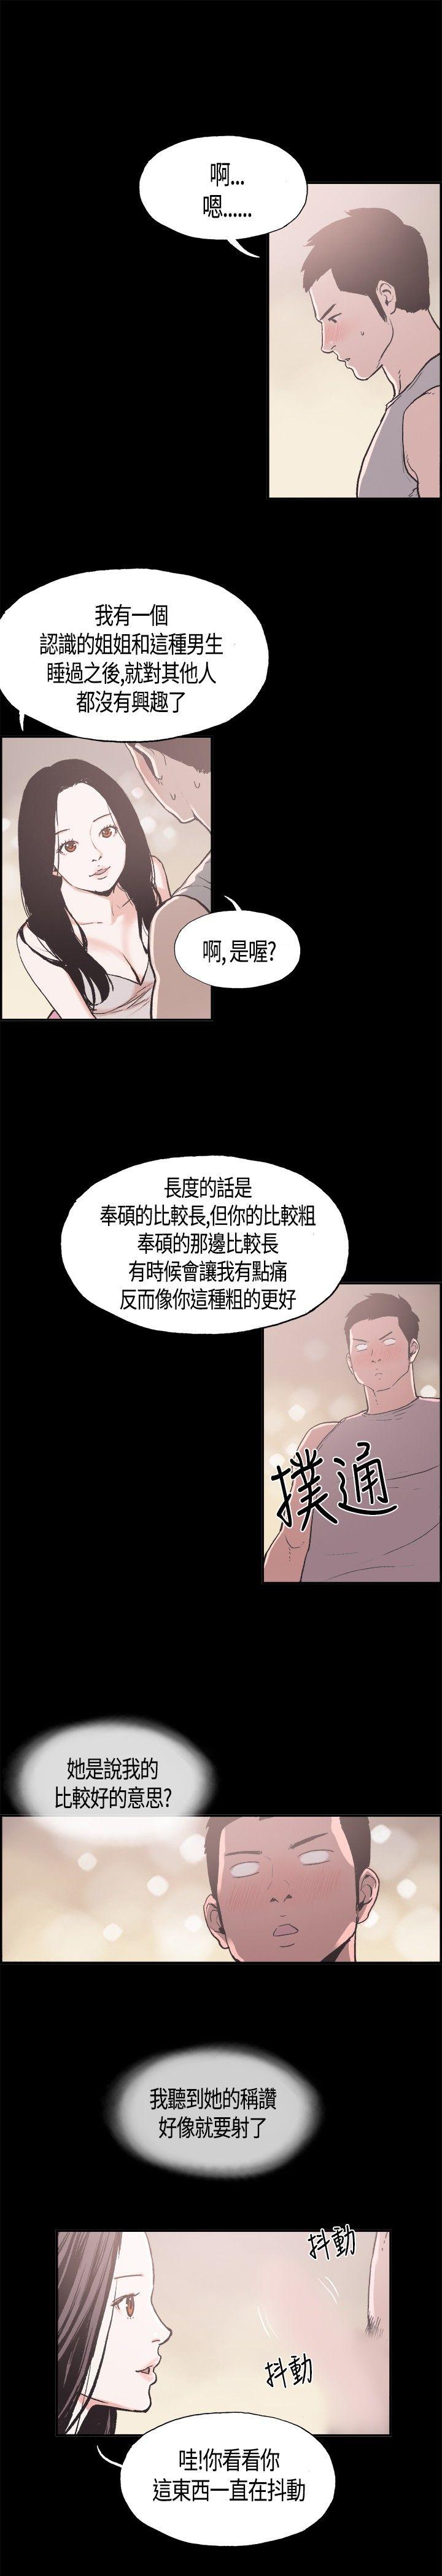 啊...
嗯......
我有一個
認識的姐姐和這種男生
睡過之後,就對其他人
都沒有興趣了
啊,是喔?
長度的話是
奉碩的比較長,但你的比較粗
奉碩的那邊比較長
有時候會讓我有點痛
反而像你這種粗的更好
撲通
她是說我的
比較好的意思?
我聽到她的稱讚
好像就要射了
抖動
抖動
哇!你看看你
這東西一直在抖動